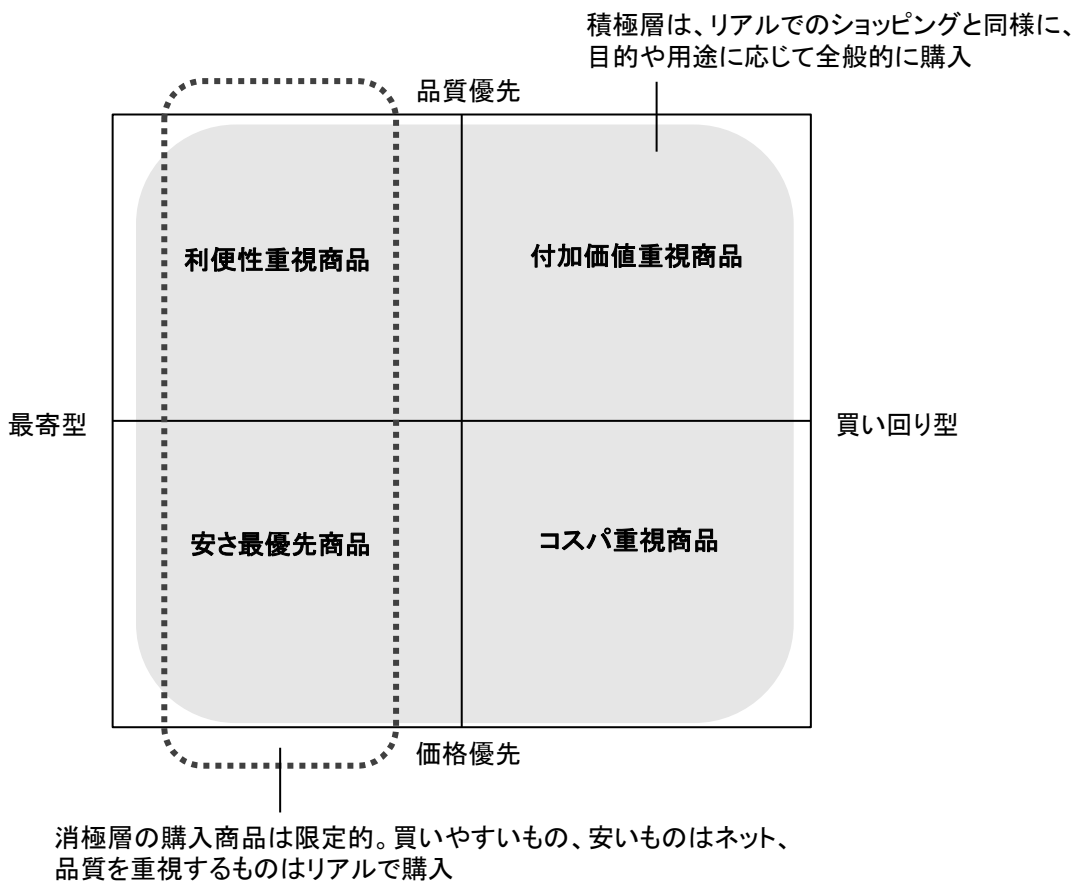 積極層は、リアルでのショッピングと同様に、
目的や用途に応じて全般的に購入
品質優先
利便性重視商品
付加価値重視商品
最寄型
買い回り型
安さ最優先商品
コスパ重視商品
価格優先
消極層の購入商品は限定的。買いやすいもの、安いものはネット、
品質を重視するものはリアルで購入